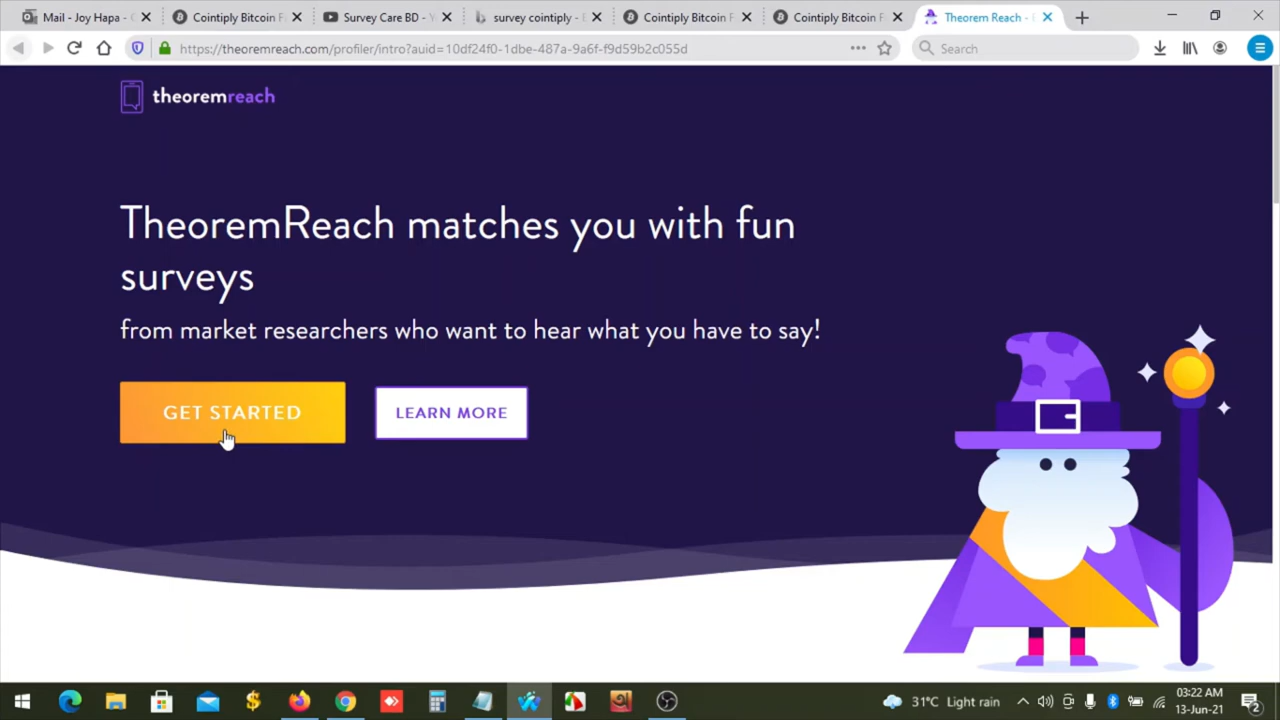 Mail - Joy Hapa - C
Cointiply Bitcoin F
Survey Care BD - Y
survey cointiply - E
Cointiply Bitcoin F
Cointiply Bitcoin F
Theorem Reach - E
https://theoremreach.com/profiler/intro?auid=10df24f0-1dbe-487a-9a6f-f9d59b2c055d
Search
theoremreach
TheoremReach matches you with fun
surveys
from market researchers who want to hear what you have to say!
GET STARTED
LEARN MORE
31°C Light rain
03:22 AM
13-Jun-21
2